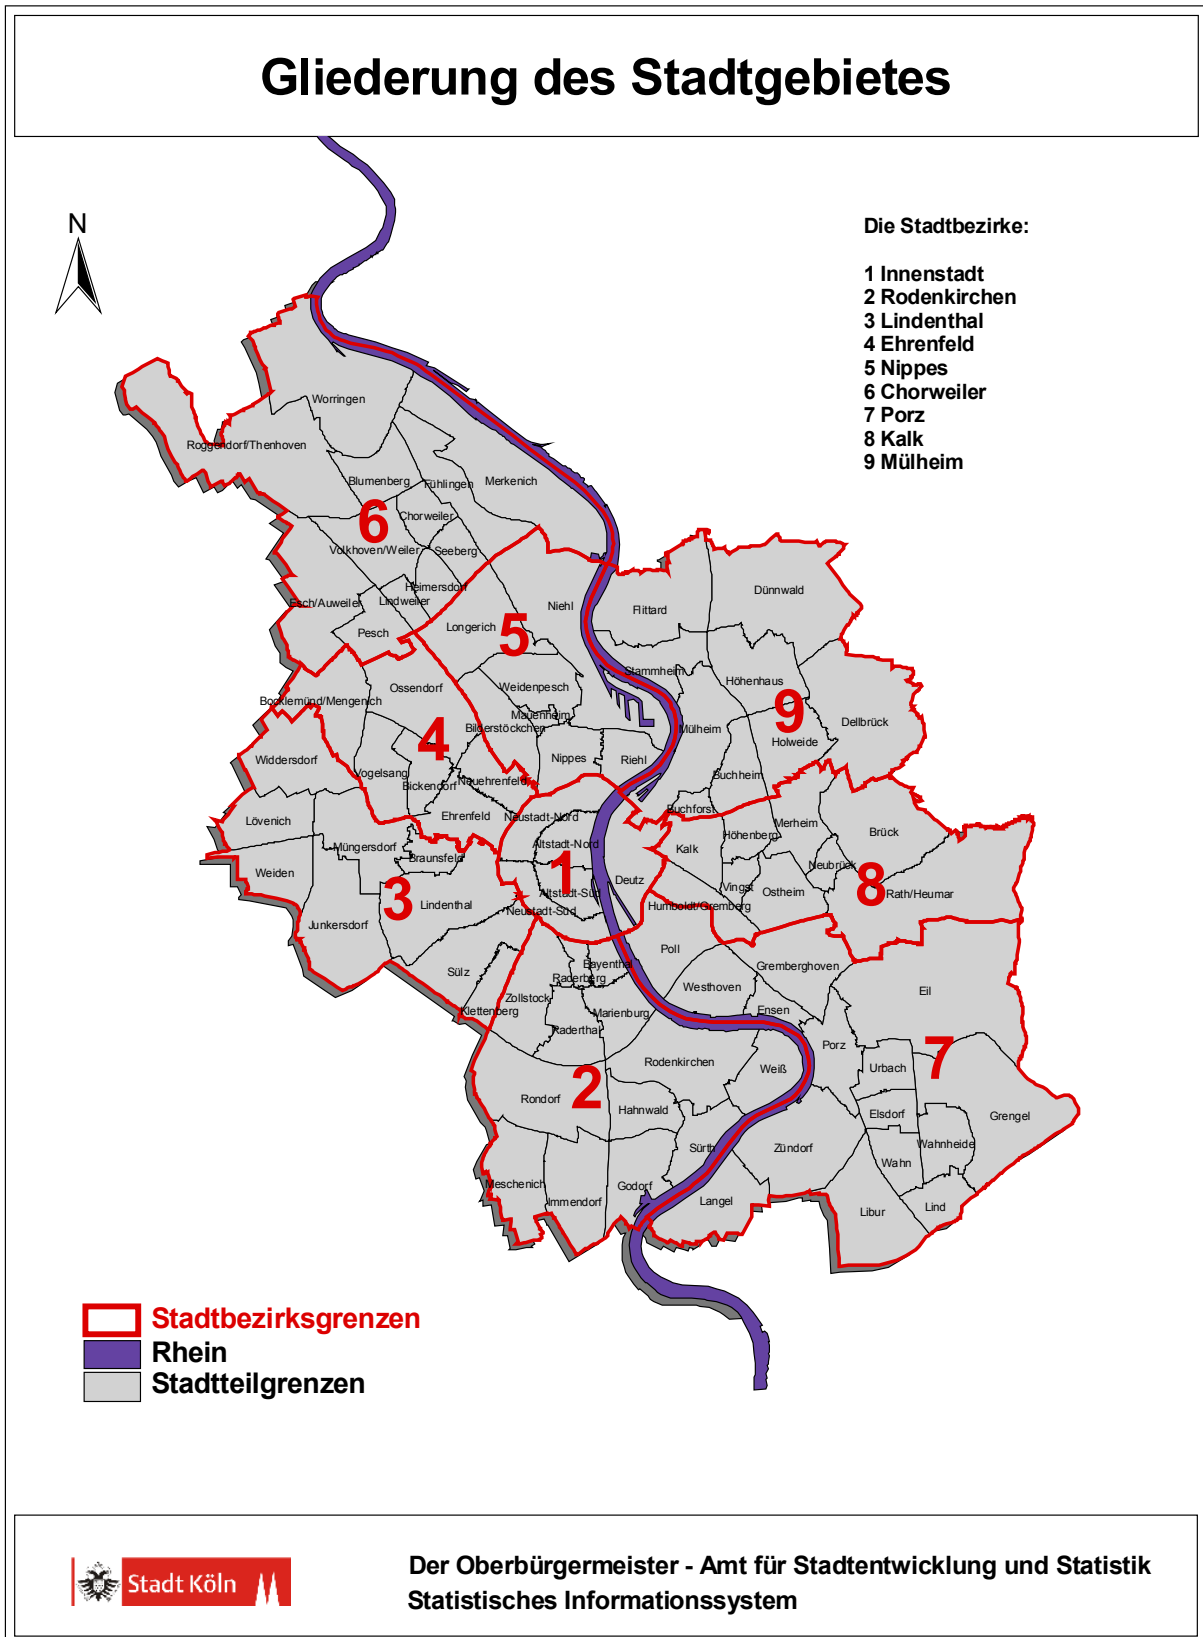 Gliederung des Stadtgebietes
N
Die Stadtbezirke:
1 Innenstadt
2 Rodenkirchen
3 Lindenthal
4 Ehrenfeld
5 Nippes
6 Chorweiler
7 Porz
8 Kalk
9 Mülheim
Worringen
Roggendorf/Thenhoven
Blumenberg
Fühlingen
Merkenich
6
Chorweiler
Volkhoven/Weiler
Seeberg
Heimersdorf
Lindweiler
Esch/Auweiler
Pesch
Niehl
Longerich
5
Flittard
Dünnwald
Stammheim
Höhenhaus
9
Dellbrück
Holweide
Mülheim
Buchheim
Buchforst
Weidenpesch
Mauenheim
Bilderstöckchen
Nippes
Riehl
Ossendorf
Bocklemünd/Mengenich
4
Vogelsang
Bickendorf
Neuehrenfeld
Ehrenfeld
Widdersdorf
Lövenich
Müngersdorf
Braunsfeld
Weiden
3
Lindenthal
Junkersdorf
Sülz
Klettenberg
Neustadt-Nord
Altstadt-Nord
1
Altstadt-Süd
Neustadt-Süd
Deutz
Kalk
Höhenberg
Merheim
Brück
Neubrück
8
Rath/Heumar
Vingst
Ostheim
Humboldt/Gremberg
Poll
Gremberghoven
Westhoven
Eil
Ensen
Porz
Urbach
7
Elsdorf
Grengel
Wahnheide
Wahn
Zündorf
Lind
Libur
Langel
Bayenthal
Raderberg
Zollstock
Marienburg
Raderthal
Rodenkirchen
Weiß
2
Rondorf
Hahnwald
Sürth
Meschenich
Immendorf
Godorf
Stadtbezirksgrenzen
Rhein
Stadtteilgrenzen
Stadt Köln
Der Oberbürgermeister - Amt für Stadtentwicklung und Statistik
Statistisches Informationssystem